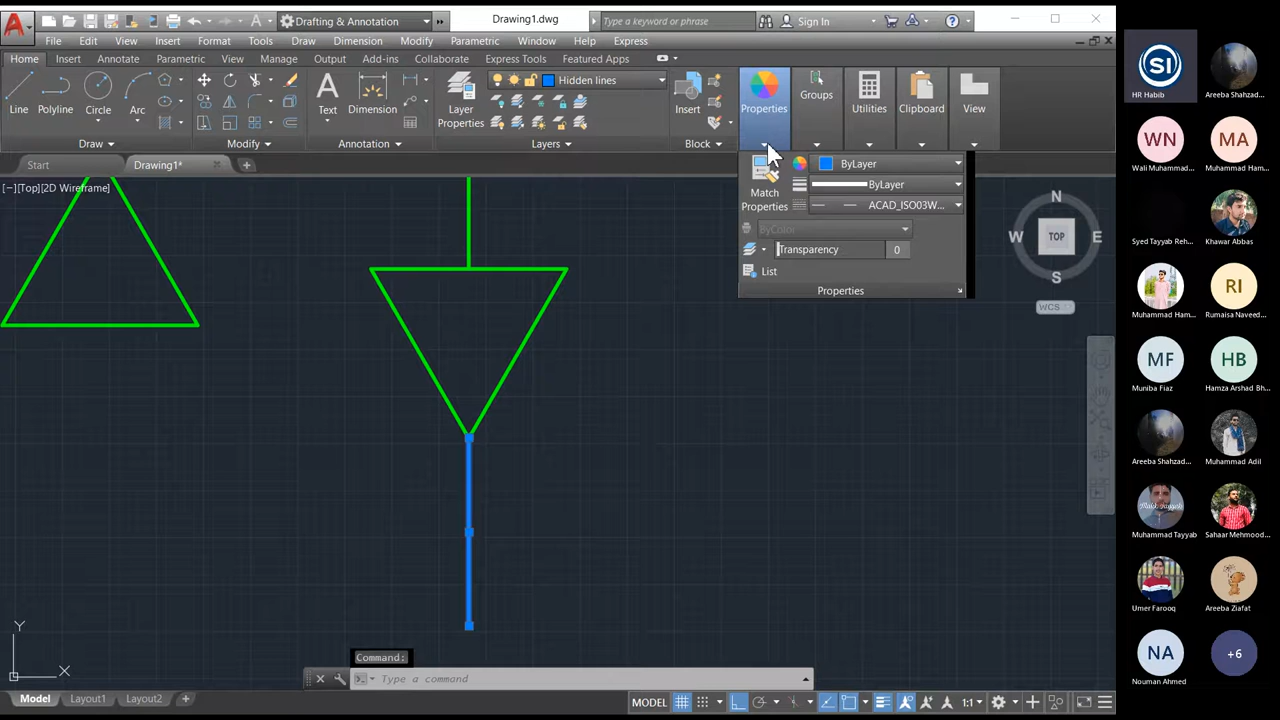 Drafting & Annotation
Drawing1.dwg
Type a keyword or phrase
Sign In
File Edit View Insert Format Tools Draw Dimension Modify Parametric Window Help Express
Home Insert Annotate Parametric View Manage Output Add-ins Collaborate Express Tools Featured Apps
Hidden lines
Line Polyline Circle Arc
Text Dimension
Layer
Properties
Insert
Properties
Groups
Utilities
Clipboard
View
Draw Modify Annotation Layers Block
Start Drawing1* 
[−][Top][2D Wireframe]
Match
Properties
ByLayer
ByLayer
ACAD_ISO03W...
ByColor
Transparency 0
List
Properties
N
W TOP E
S
WCS
Y
X
Command:
Type a command
Model Layout1 Layout2 +
MODEL
1:1
SI
HR Habib
Areeba Shahzad...
WN
Wali Muhammad...
MA
Muhammad Ham...
Syed Tayyab Reh...
Khawar Abbas
Muhammad Ham...
RI
Rumaisa Naveed...
MF
Muniba Fiaz
HB
Hamza Arshad Bh...
Areeba Shahzad...
Muhammad Adil
Muhammad Tayyab
Sahaar Mehmood...
Umer Farooq
Areeba Ziafat
NA
Nouman Ahmed
+6